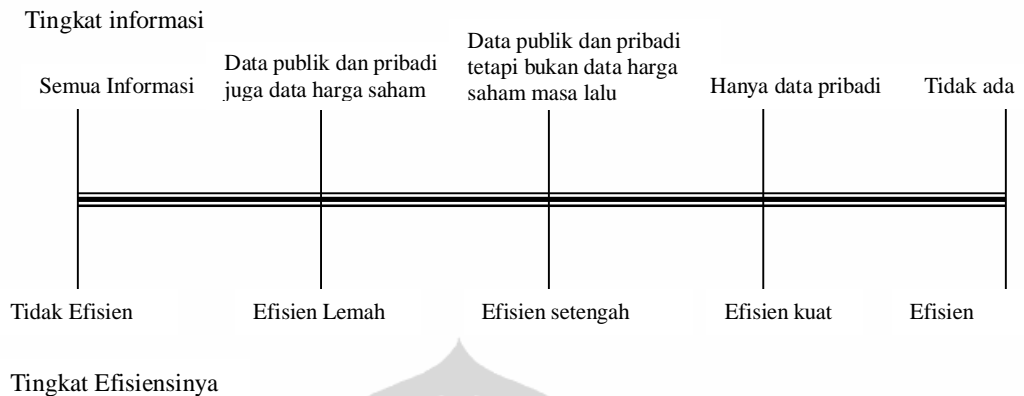 Tingkat informasi
Semua Informasi
Data publik dan pribadi
juga data harga saham
Data publik dan pribadi
tetapi bukan data harga
saham masa lalu
Hanya data pribadi
Tidak ada
Tidak Efisien
Efisien Lemah
Efisien setengah
Efisien kuat
Efisien
Tingkat Efisiensinya